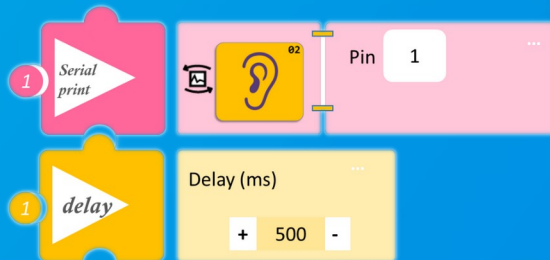 1
Serial
print
02
Pin
1
...
1
delay
Delay (ms)
...
+ 500 -